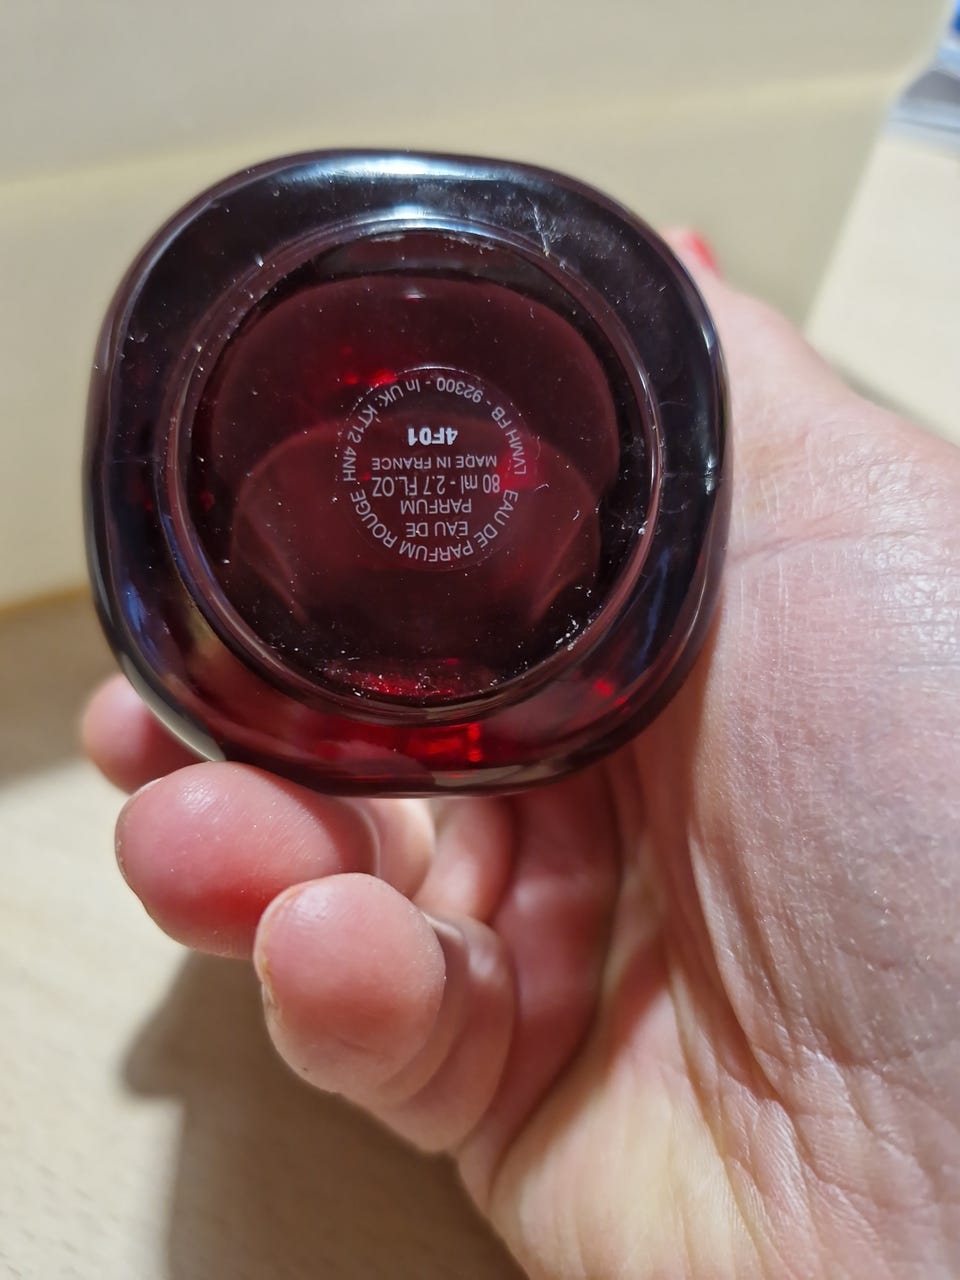 EAU DE PARFUM ROUGE
EAU DE
PARFUM
80 ml - 2.7 FL.OZ
MADE IN FRANCE
4F01
LVMH FB - 92300 - In UK: KT12 4NH